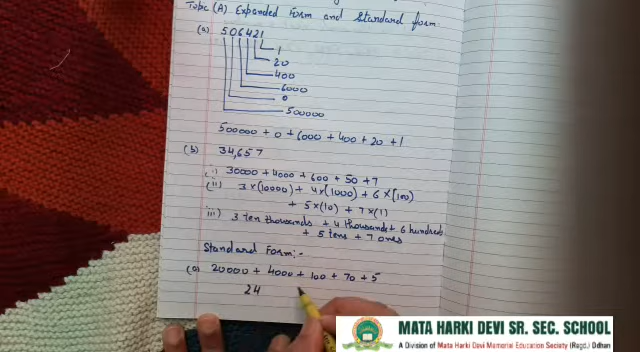 Topic (A) Expanded Form and Standard form.
(a) 506421
1
20
400
6000
0
500000
500000 + 0 + 6000 + 400 + 20 + 1
(b) 34,657
(i) 30000 + 4000 + 600 + 50 + 7
(ii) 3×(10000) + 4×(1000) + 6×(100)
+ 5×(10) + 7×(1)
iii) 3 ten thousands + 4 thousands + 6 hundreds
+ 5 tens + 7 ones
Standard Form:-
(a) 20000 + 4000 + 100 + 70 + 5
24
MATA HARKI DEVI SR. SEC. SCHOOL
A Division of Mata Harki Devi Memorial Education Society (Regd.) Odhan